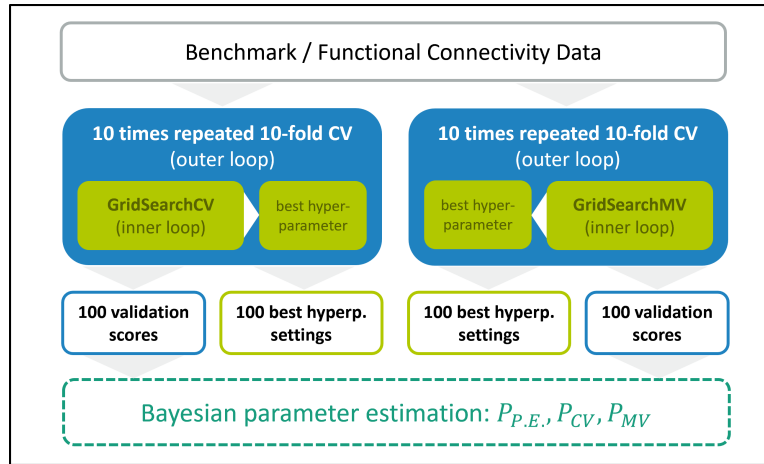 Benchmark / Functional Connectivity Data
10 times repeated 10-fold CV
(outer loop)
GridSearchCV
(inner loop)
best hyper-
parameter
10 times repeated 10-fold CV
(outer loop)
best hyper-
parameter
GridSearchMV
(inner loop)
100 validation
scores
100 best hyperp.
settings
100 best hyperp.
settings
100 validation
scores
Bayesian parameter estimation: P_{P.E.}, P_{CV}, P_{MV}